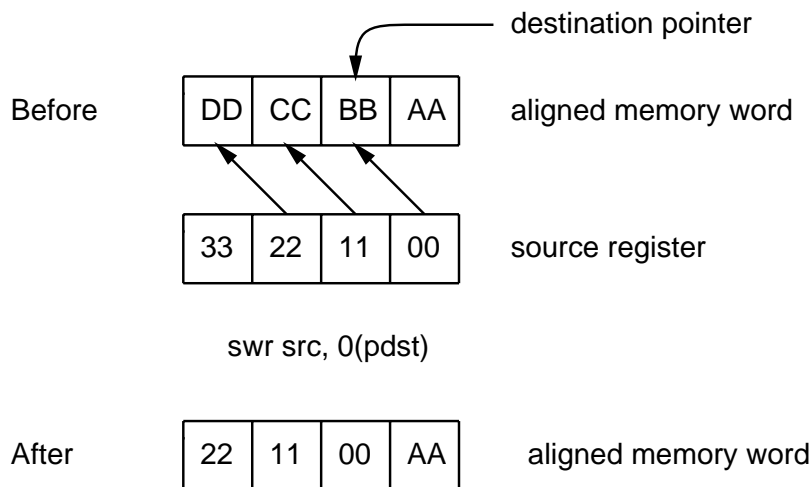 destination pointer
Before DD CC BB AA aligned memory word
33 22 11 00 source register
swr src, 0(pdst)
After 22 11 00 AA aligned memory word